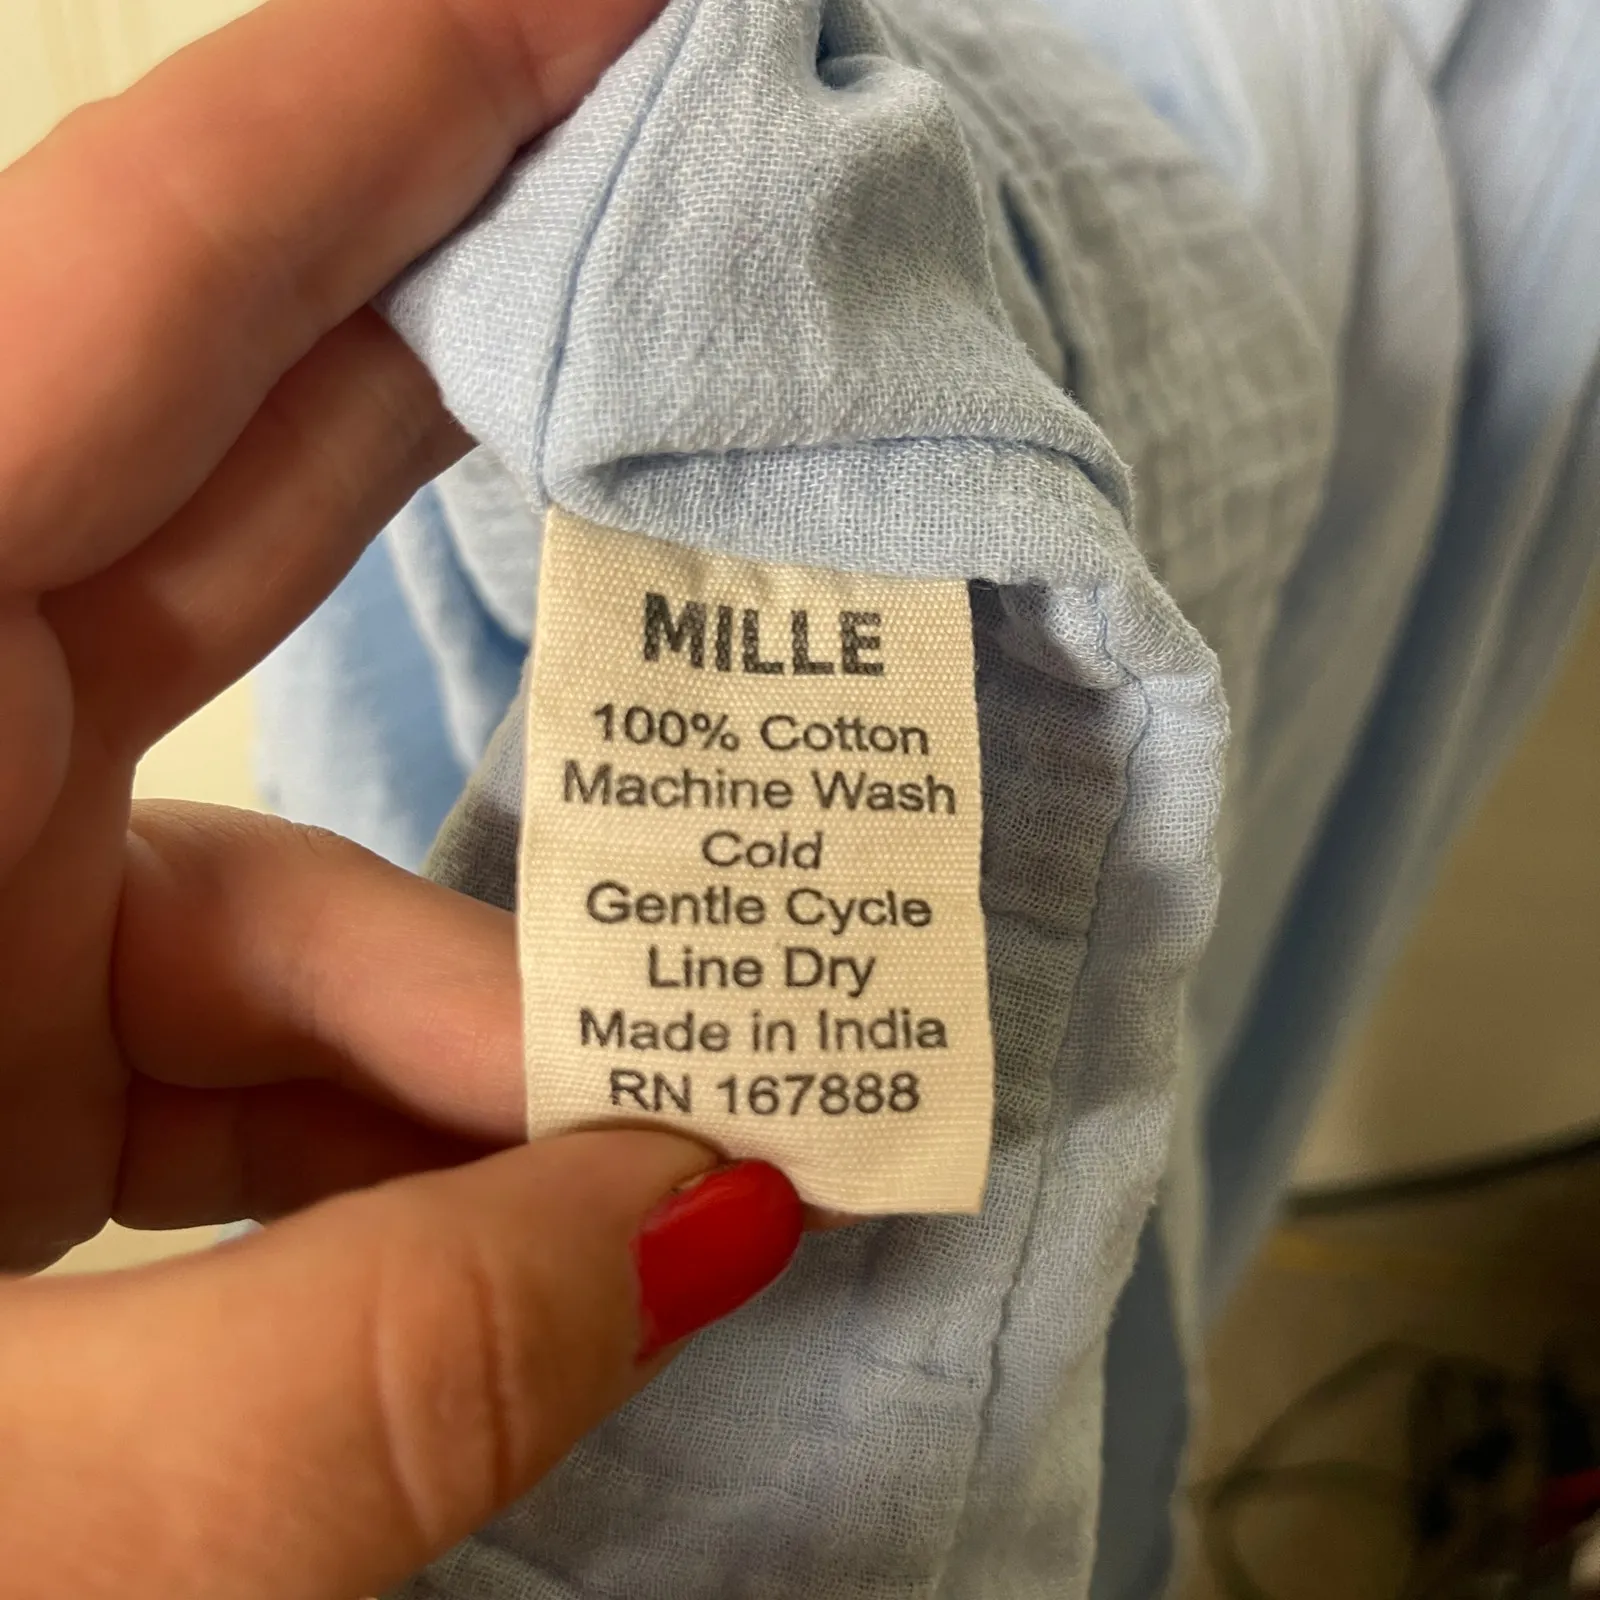 MILLE
100% Cotton
Machine Wash
Cold
Gentle Cycle
Line Dry
Made in India
RN 167888